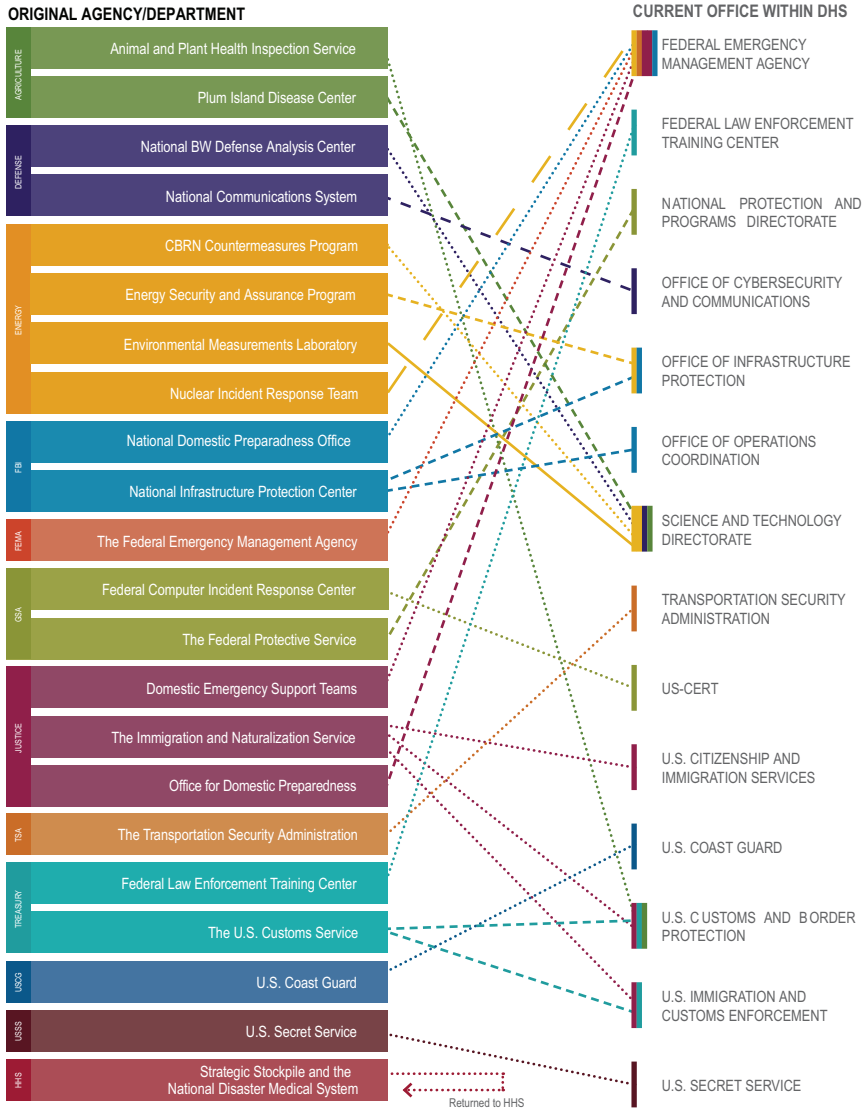 ORIGINAL AGENCY/DEPARTMENT
AGRICULTURE
Animal and Plant Health Inspection Service
Plum Island Disease Center
DEFENSE
National BW Defense Analysis Center
National Communications System
ENERGY
CBRN Countermeasures Program
Energy Security and Assurance Program
Environmental Measurements Laboratory
Nuclear Incident Response Team
FBI
National Domestic Preparadness Office
National Infrastructure Protection Center
FEMA
The Federal Emergency Management Agency
GSA
Federal Computer Incident Response Center
The Federal Protective Service
JUSTICE
Domestic Emergency Support Teams
The Immigration and Naturalization Service
Office for Domestic Preparedness
TSA
The Transportation Security Administration
TREASURY
Federal Law Enforcement Training Center
The U.S. Customs Service
USCG
U.S. Coast Guard
USSS
U.S. Secret Service
HHS
Strategic Stockpile and the
National Disaster Medical System
Returned to HHS
CURRENT OFFICE WITHIN DHS
FEDERAL EMERGENCY
MANAGEMENT AGENCY
FEDERAL LAW ENFORCEMENT
TRAINING CENTER
NATIONAL PROTECTION AND
PROGRAMS DIRECTORATE
OFFICE OF CYBERSECURITY
AND COMMUNICATIONS
OFFICE OF INFRASTRUCTURE
PROTECTION
OFFICE OF OPERATIONS
COORDINATION
SCIENCE AND TECHNOLOGY
DIRECTORATE
TRANSPORTATION SECURITY
ADMINISTRATION
US-CERT
U.S. CITIZENSHIP AND
IMMIGRATION SERVICES
U.S. COAST GUARD
U.S. CUSTOMS AND BORDER
PROTECTION
U.S. IMMIGRATION AND
CUSTOMS ENFORCEMENT
U.S. SECRET SERVICE